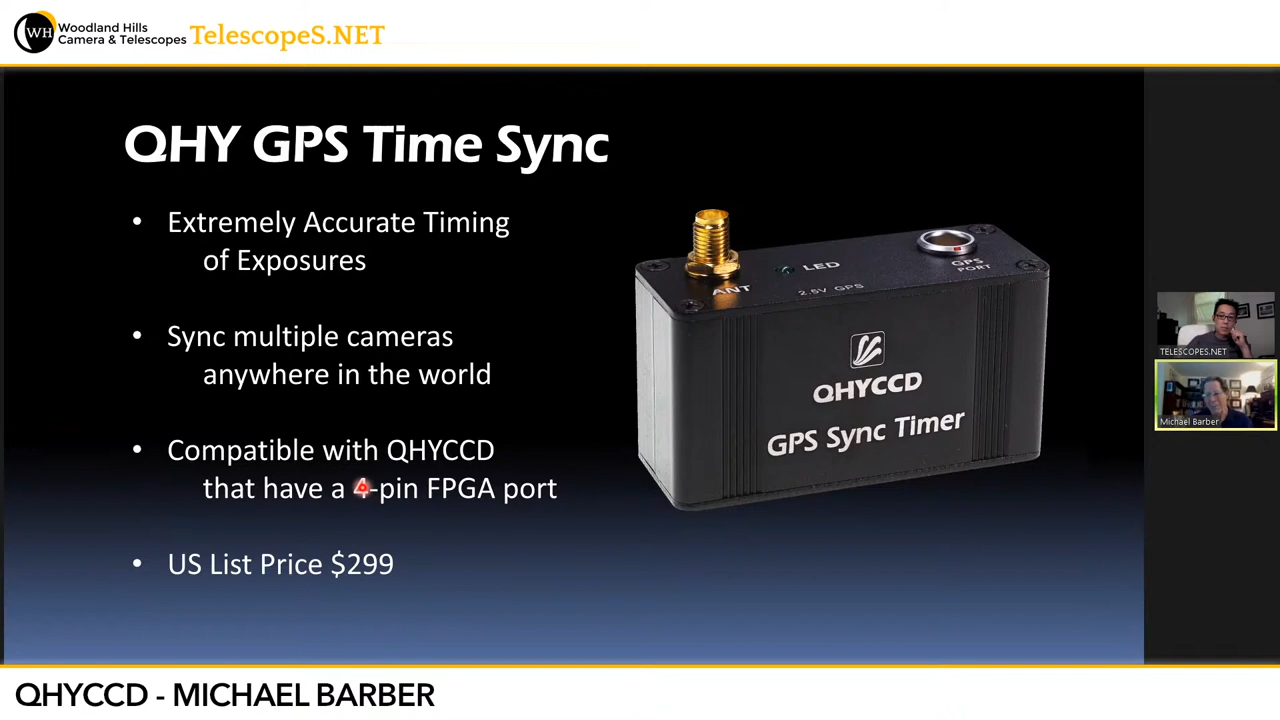 WH
Woodland Hills
Camera & Telescopes
TelescopeS.NET
QHY GPS Time Sync
• Extremely Accurate Timing
of Exposures
• Sync multiple cameras
anywhere in the world
• Compatible with QHYCCD
that have a 4-pin FPGA port
• US List Price $299
ANT
LED
2.5V GPS
GPS
PORT
QHYCCD
GPS Sync Timer
TELESCOPES.NET
Michael Barber
QHYCCD - MICHAEL BARBER